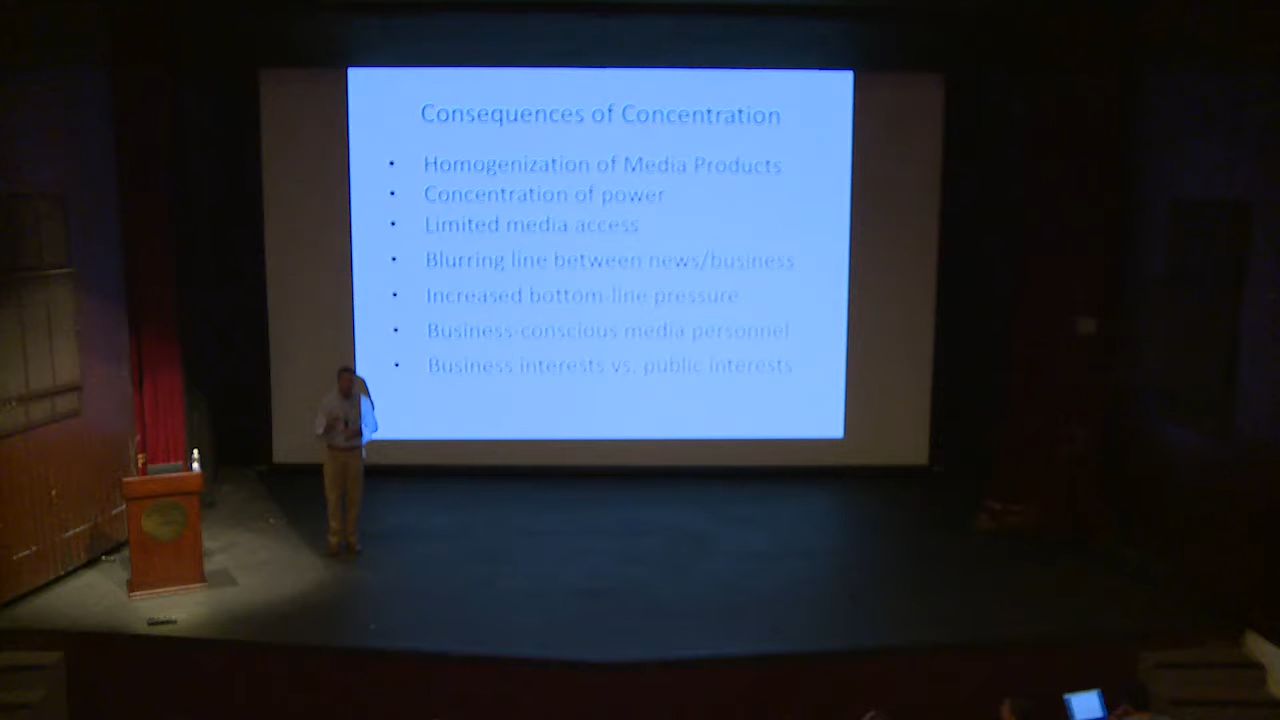 Consequences of Concentration
• Homogenization of Media Products
• Concentration of power
• Limited media access
• Blurring line between news/business
• Increased bottom-line pressure
• Business-conscious media personnel
• Business interests vs. public interests